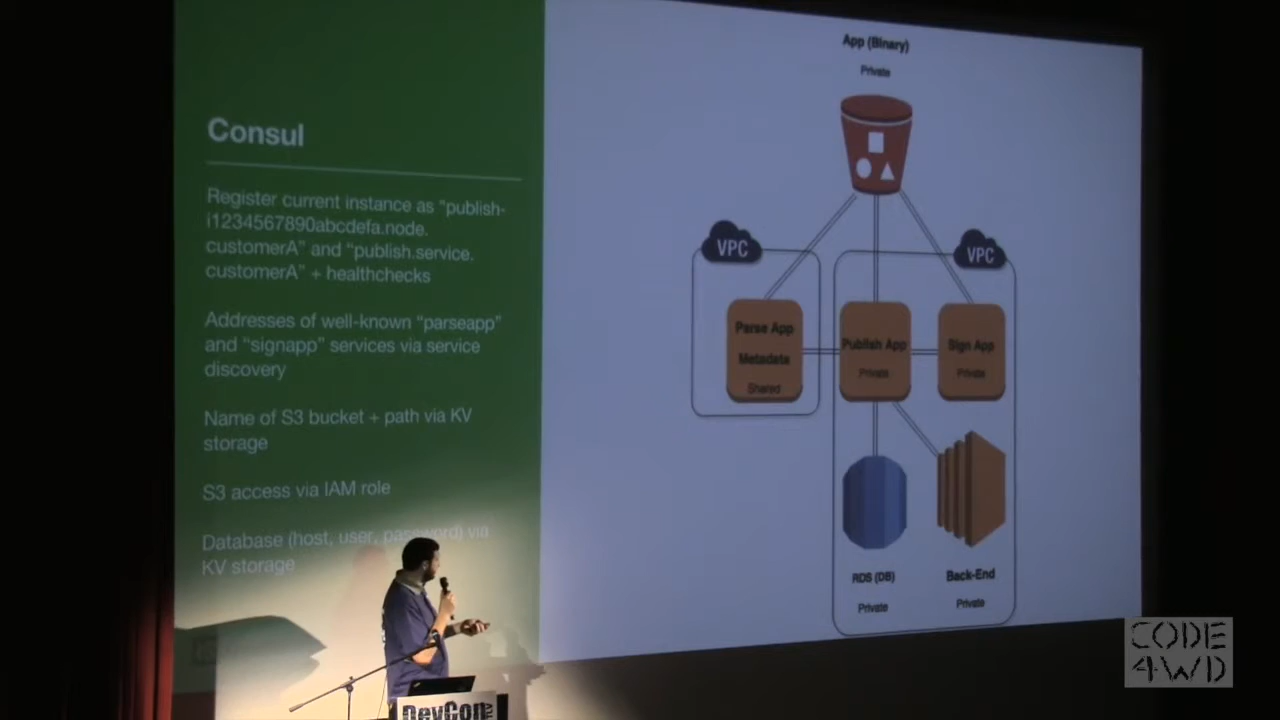 Consul
Register current instance as “publish-
i1234567890abcdefa.node.
customerA” and “publish.service.
customerA” + healthchecks
Addresses of well-known “parseapp”
and “signapp” services via service
discovery
Name of S3 bucket + path via KV
storage
S3 access via IAM role
Database (host, user, password) via
KV storage
App (Binary)
Private
VPC
VPC
Parse App
Metadata
Shared
Publish App
Private
Sign App
Private
RDS (DB)
Private
Back-End
Private
DevCon
CODE
4WD